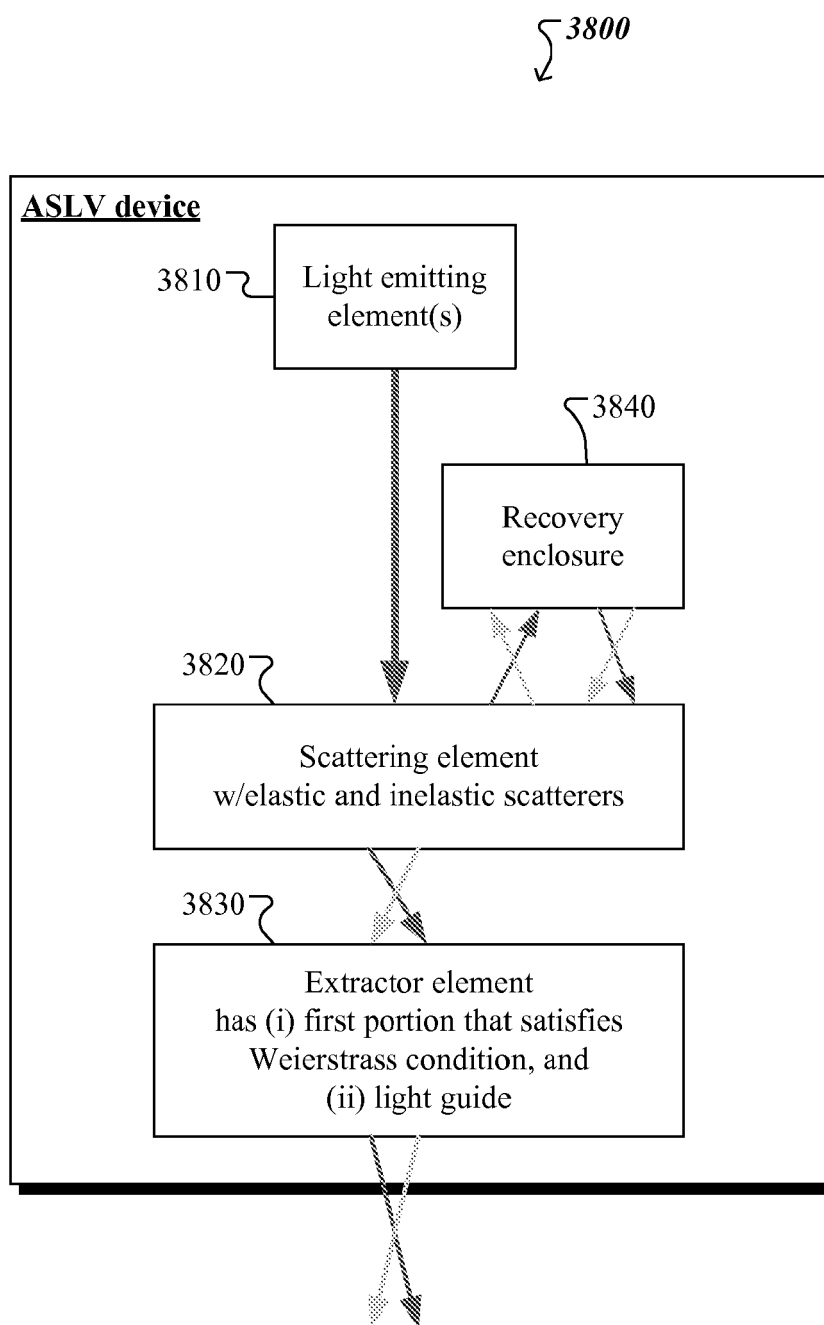 3800
ASLV device
3810
Light emitting
element(s)
3840
Recovery
enclosure
3820
Scattering element
w/elastic and inelastic scatterers
3830
Extractor element
has (i) first portion that satisfies
Weierstrass condition, and
(ii) light guide